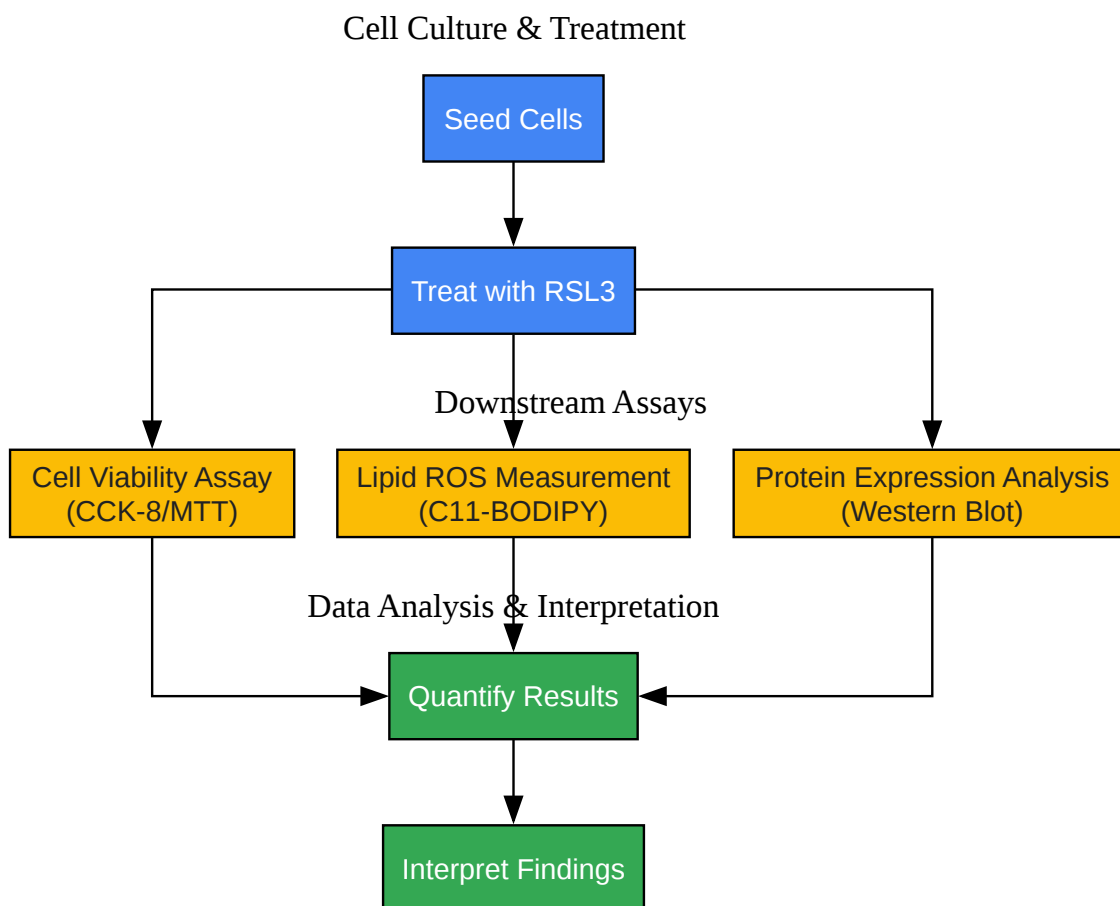 Cell Culture & Treatment
Seed Cells
Treat with RSL3
Downstream Assays
Cell Viability Assay
(CCK-8/MTT)
Lipid ROS Measurement
(C11-BODIPY)
Protein Expression Analysis
(Western Blot)
Data Analysis & Interpretation
Quantify Results
Interpret Findings